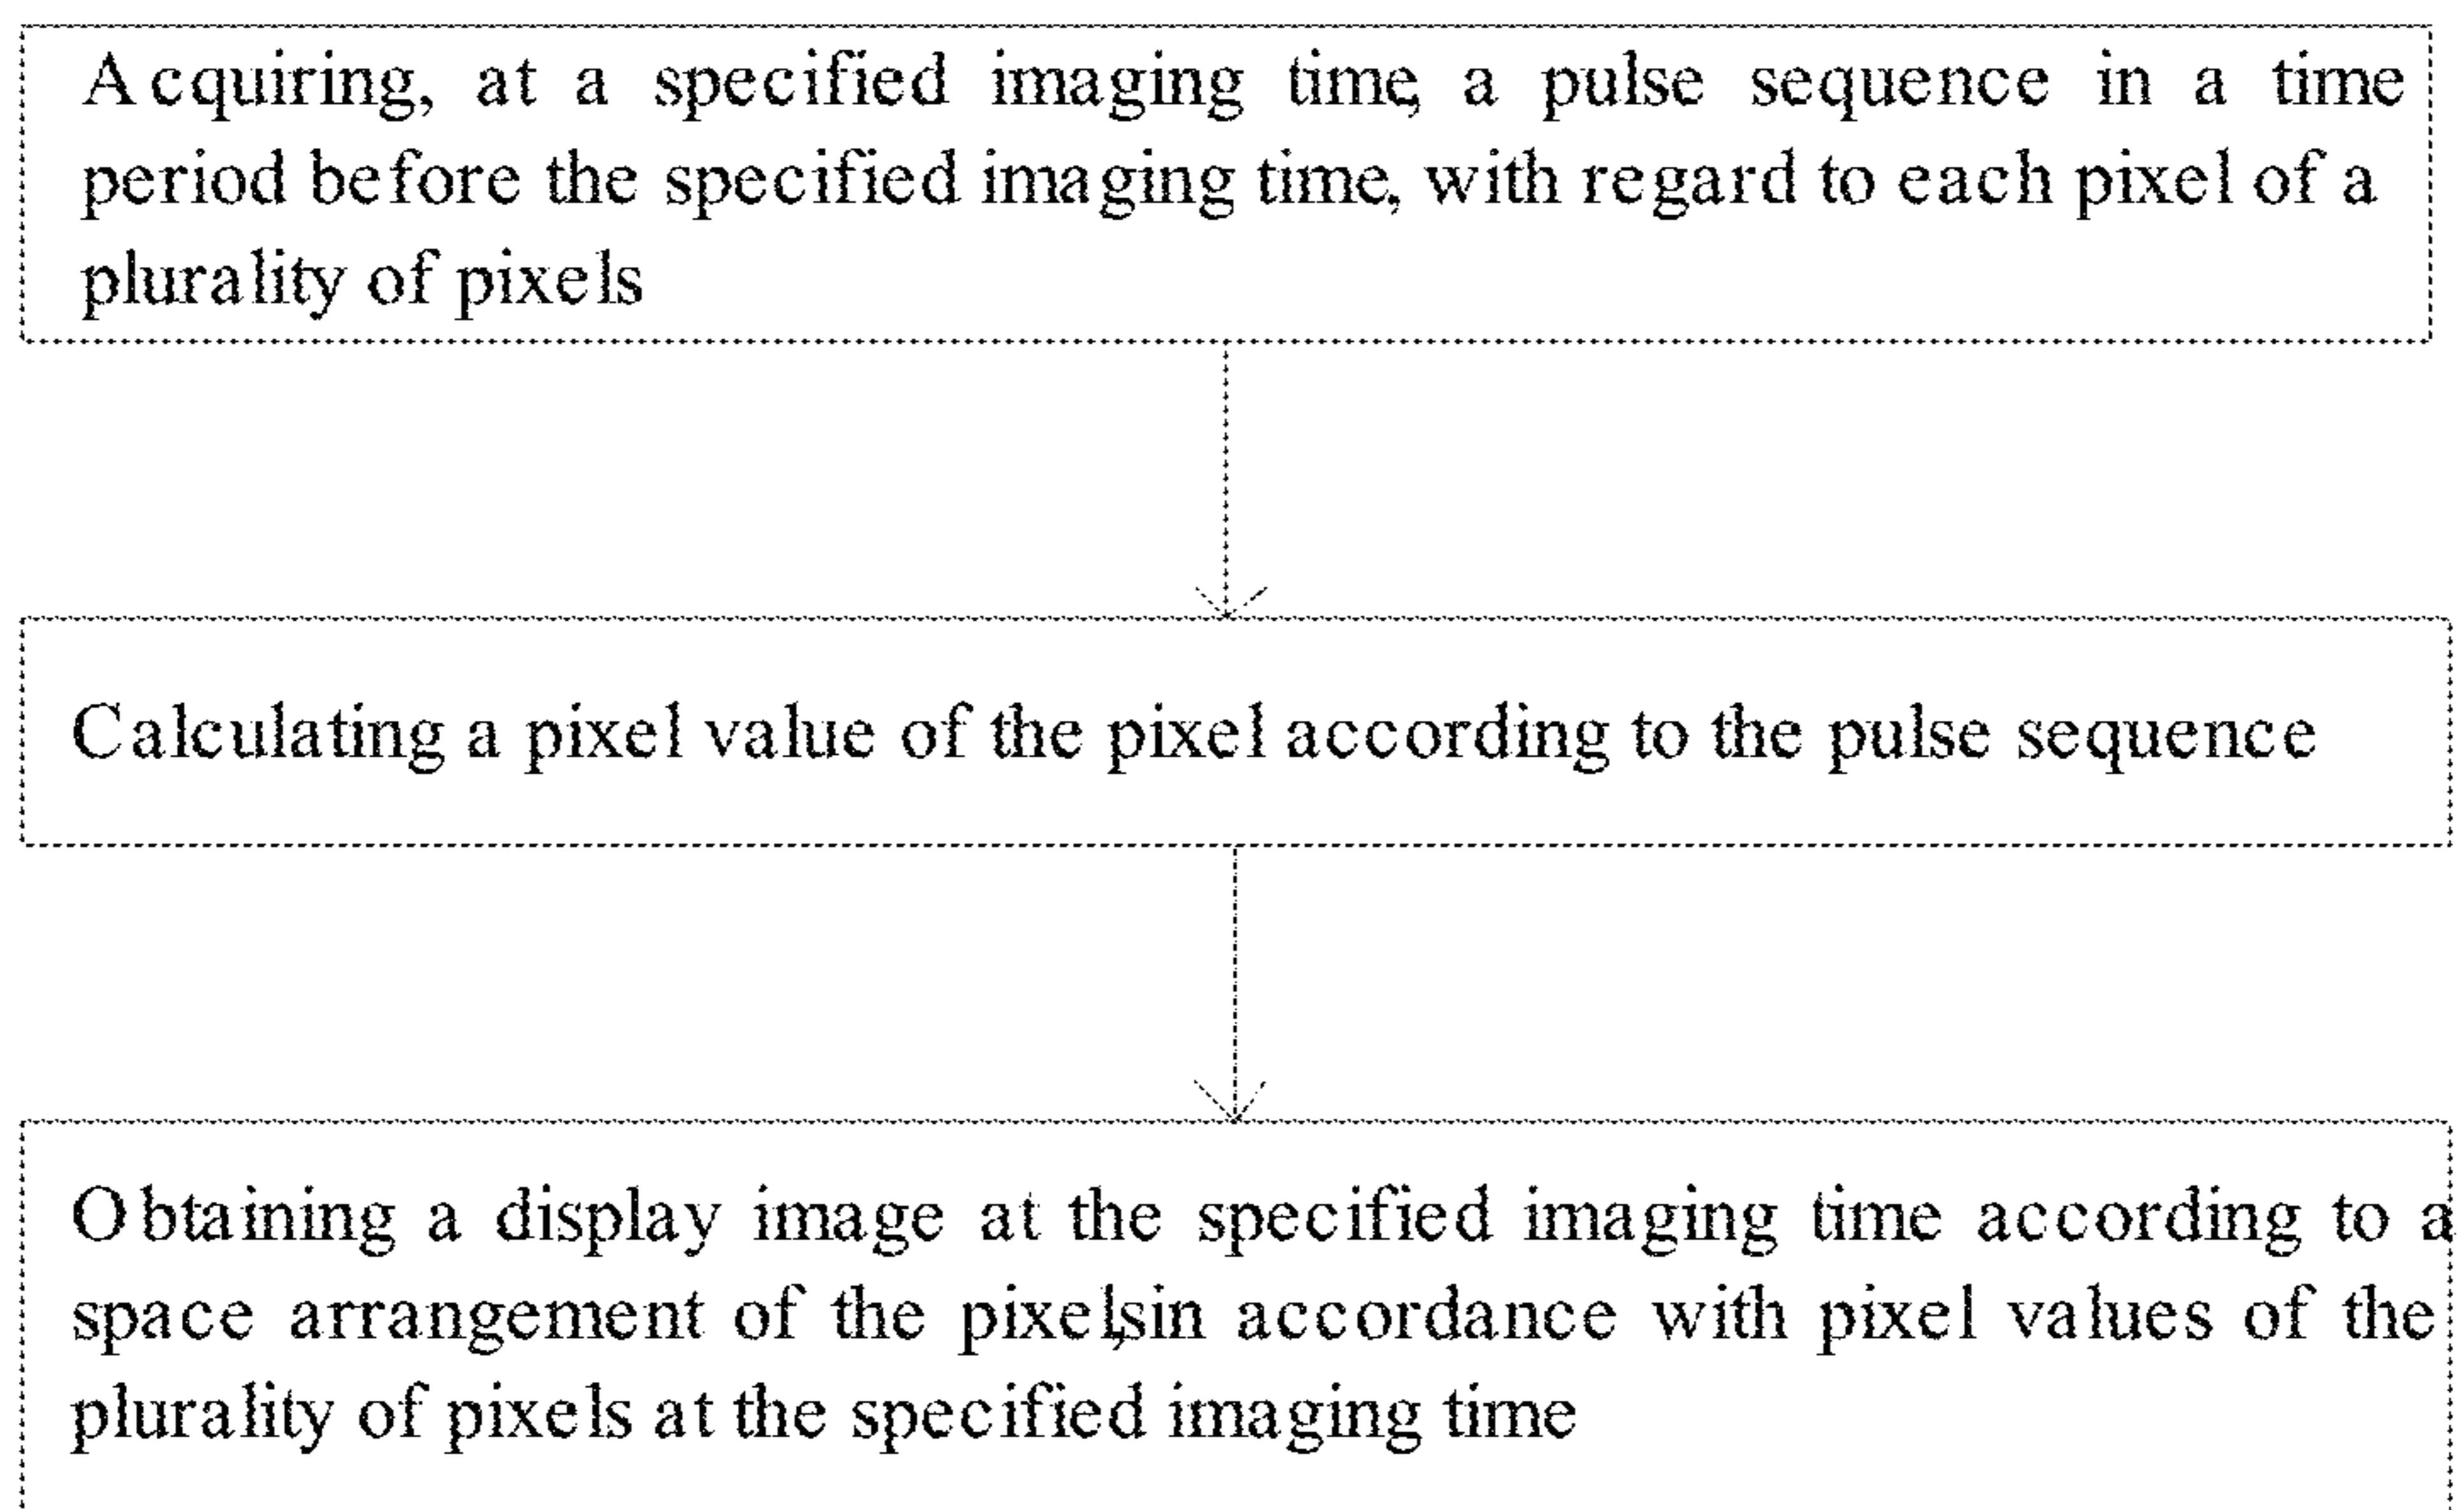 Acquiring, at a specified imaging time, a pulse sequence in a time
period before the specified imaging time, with regard to each pixel of a
plurality of pixels
Calculating a pixel value of the pixel according to the pulse sequence
Obtaining a display image at the specified imaging time according to a
space arrangement of the pixels, in accordance with pixel values of the
plurality of pixels at the specified imaging time